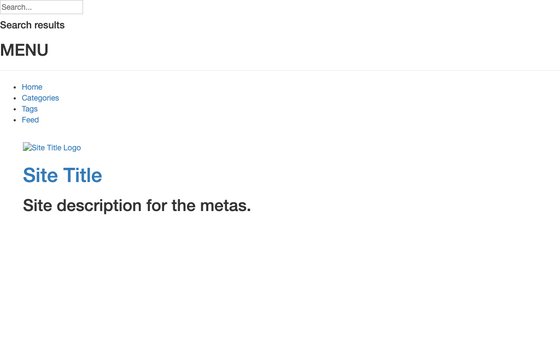 Search...
Search results
MENU
Home
Categories
Tags
Feed
Site Title Logo
Site Title
Site description for the metas.